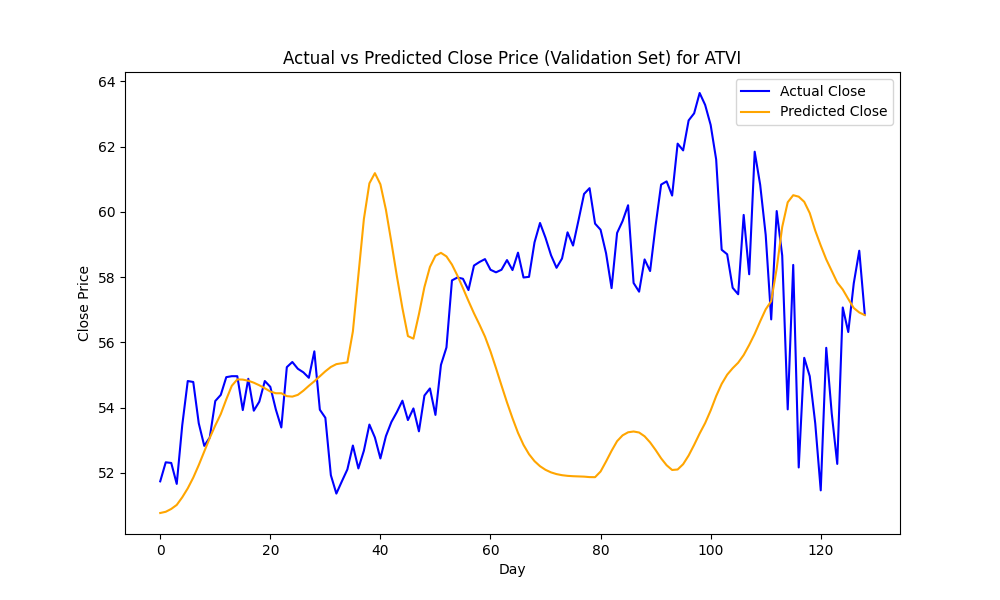 Actual vs Predicted Close Price (Validation Set) for ATVI
Actual Close
Predicted Close
Close Price
64
62
60
58
56
54
52
0 20 40 60 80 100 120
Day